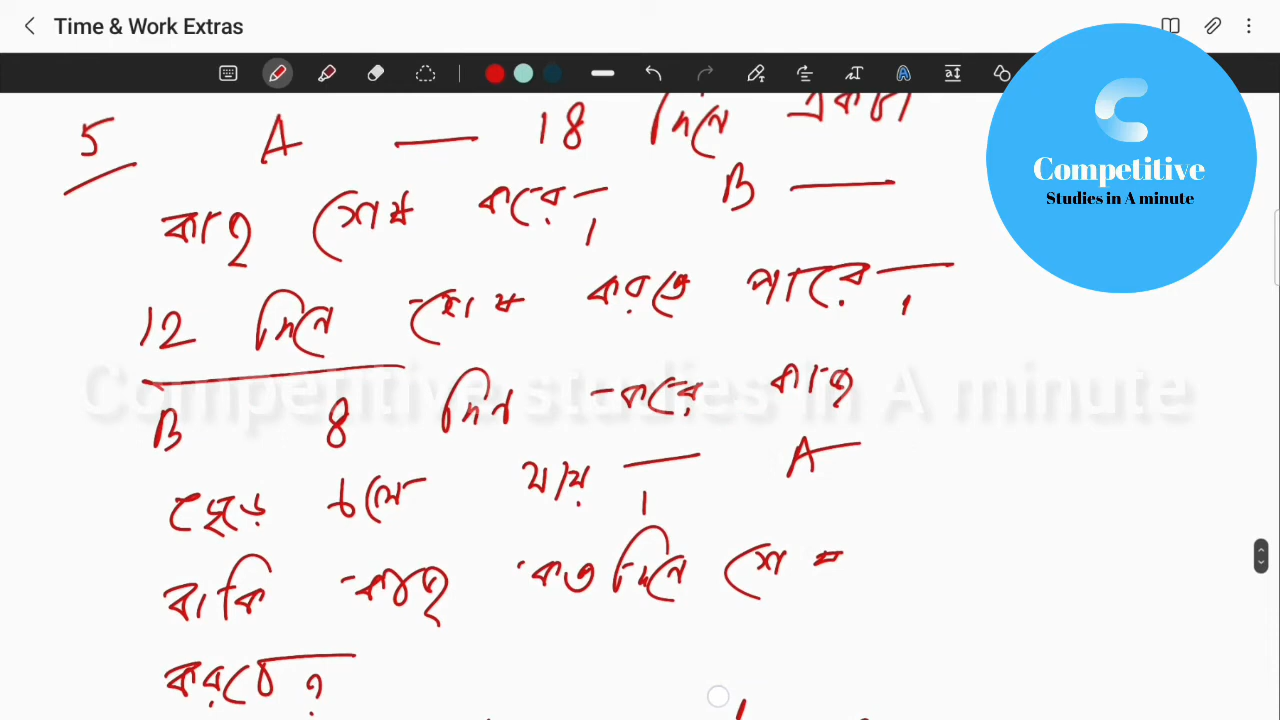 Time & Work Extras
Competitive
Studies in A minute
5 A — 18 দিনে একটা
কাজ শেষ করে, B —
12 দিনে শেষ করতে পারে,
B 8 দিন করে কাজ
ছেড়ে চলে যায়, A
বাকি কাজ কত দিনে শেষ
করবে?
Competitive studies in A minute